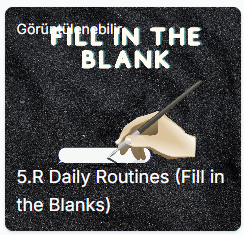 Görüntülenebilir
FILL IN THE
BLANK
5.R Daily Routines (Fill in
the Blanks)